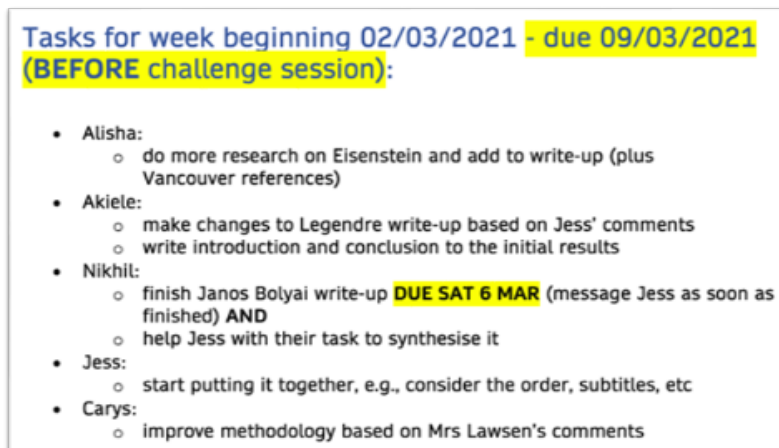 Tasks for week beginning 02/03/2021 - due 09/03/2021
(BEFORE challenge session):
• Alisha:
o do more research on Eisenstein and add to write-up (plus
Vancouver references)
• Akiele:
o make changes to Legendre write-up based on Jess' comments
o write introduction and conclusion to the initial results
• Nikhil:
o finish Janos Bolyai write-up DUE SAT 6 MAR (message Jess as soon as
finished) AND
o help Jess with their task to synthesise it
• Jess:
o start putting it together, e.g., consider the order, subtitles, etc
• Carys:
o improve methodology based on Mrs Lawsen's comments